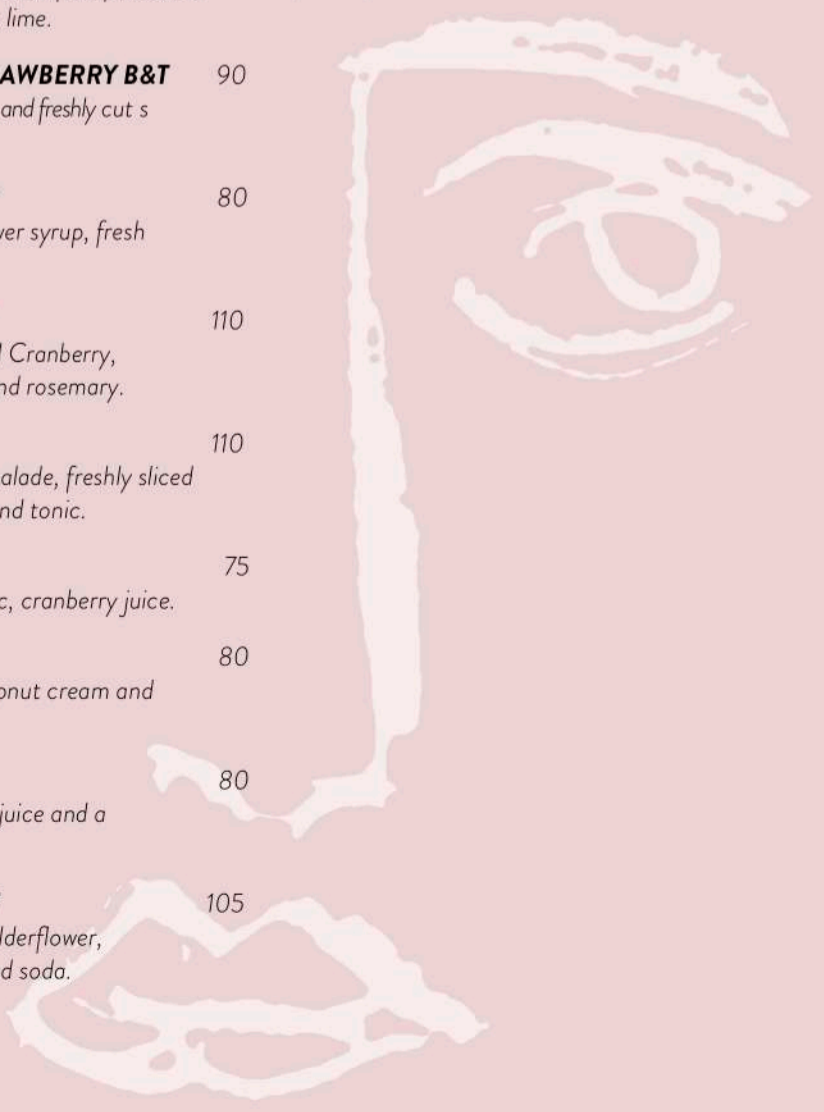 lime.
AWBERRY B&T 90
and freshly cut s
80
er syrup, fresh
110
Cranberry,
nd rosemary.
110
alade, freshly sliced
nd tonic.
75
c, cranberry juice.
80
onut cream and
80
juice and a
105
lderflower,
d soda.